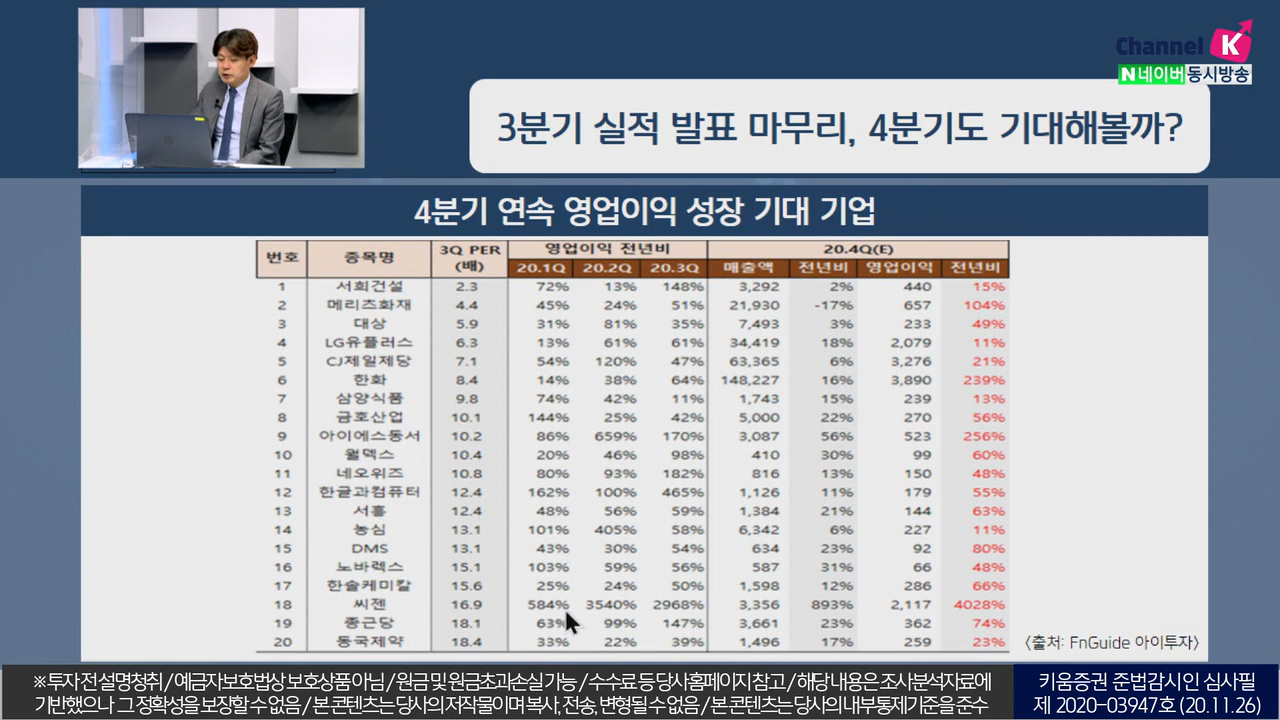 Channel K
N 네이버 동시방송
3분기 실적 발표 마무리, 4분기도 기대해볼까?
4분기 연속 영업이익 성장 기대 기업
번호 종목명 3Q PER (배) 영업이익 전년비 20.4Q(E)
20.1Q 20.2Q 20.3Q 매출액 전년비 영업이익 전년비
1 서희건설 2.3 72% 13% 148% 3,292 2% 440 15%
2 메리츠화재 4.4 45% 24% 51% 21,930 -17% 657 104%
3 대상 5.9 31% 81% 35% 7,493 3% 233 49%
4 LG유플러스 6.3 13% 61% 61% 34,419 18% 2,079 11%
5 CJ제일제당 7.1 54% 120% 47% 63,365 6% 3,276 21%
6 한화 8.4 14% 38% 64% 148,227 16% 3,890 239%
7 삼양식품 9.8 74% 42% 11% 1,743 15% 239 13%
8 금호산업 10.1 144% 25% 42% 5,000 22% 270 56%
9 아이에스동서 10.2 86% 659% 170% 3,087 56% 523 256%
10 월덱스 10.4 20% 46% 98% 410 30% 99 60%
11 네오위즈 10.8 80% 93% 182% 816 13% 150 48%
12 한글과컴퓨터 12.4 162% 100% 465% 1,126 11% 179 55%
13 서흥 12.4 48% 56% 59% 1,384 21% 144 63%
14 농심 13.1 101% 405% 58% 6,342 6% 227 11%
15 DMS 13.1 43% 30% 54% 634 23% 92 80%
16 노바렉스 15.1 103% 59% 56% 587 31% 66 48%
17 한솔케미칼 15.6 25% 24% 50% 1,598 12% 286 66%
18 씨젠 16.9 584% 3540% 2968% 3,356 893% 2,117 4028%
19 종근당 18.1 63% 99% 147% 3,661 23% 362 74%
20 동국제약 18.4 33% 22% 39% 1,496 17% 259 23%
<출처: FnGuide 아이투자>
※ 투자 전 설명청취 / 예금자보호법상 보호상품 아님 / 원금 및 원금초과손실 가능 / 수수료 등 당사홈페이지 참고 / 해당 내용은 조사분석자료에
기반했으나 그 정확성을 보장할 수 없음 / 본 콘텐츠는 당사의 저작물이며 복사, 전송, 변형될 수 없음 / 본 콘텐츠는 당사의 내부통제기준을 준수
키움증권 준법감시인 심사필
제 2020-03947호 (20.11.26)